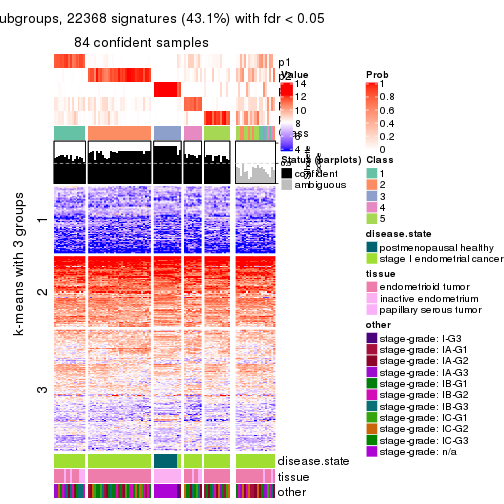 ubgroups, 22368 signatures (43.1%) with fdr < 0.05
84 confident samples
p1
p2
p
Class
Value
14
12
10
8
6
4
Status (barplots)
confident
ambiguous
Prob
1
0.8
0.6
0.4
0.2
0
Class
1
2
3
4
5
disease.state
postmenopausal healthy
stage I endometrial cancer
tissue
endometrioid tumor
inactive endometrium
papillary serous tumor
other
stage-grade: I-G3
stage-grade: IA-G1
stage-grade: IA-G2
stage-grade: IA-G3
stage-grade: IB-G1
stage-grade: IB-G2
stage-grade: IB-G3
stage-grade: IC-G1
stage-grade: IC-G2
stage-grade: IC-G3
stage-grade: n/a
k-means with 3 groups
1
2
3
disease.state
tissue
other